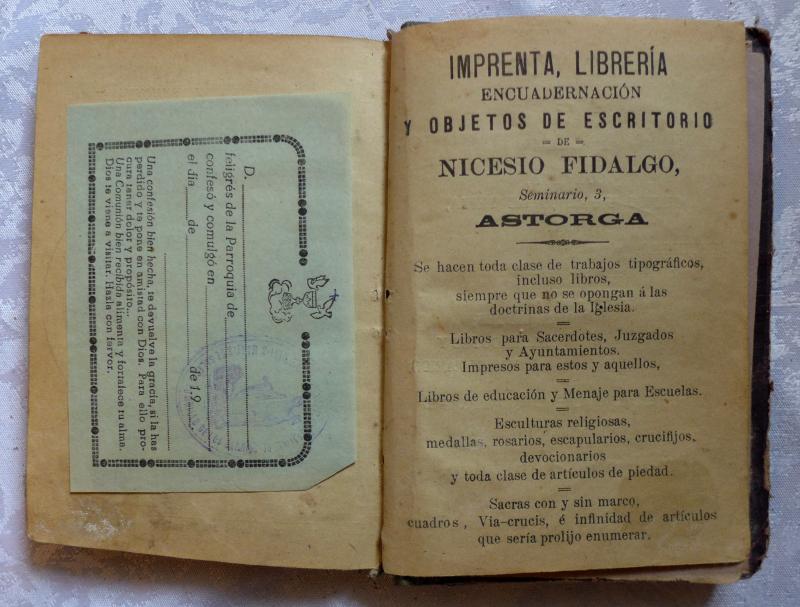 D.
feligrés de la Parroquia de
confesó y comulgó en
el día de de 1.9
Una confesión bien hecha, te devuelve la gracia, si la has
perdido y te pone en amistad con Dios. Para ello pro-
cura tener dolor y propósito...
Una Comunión bien recibida alimenta y fortalece tu alma.
Dios te viene a visitar. Hazla con fervor.
IMPRENTA, LIBRERÍA
ENCUADERNACIÓN
Y OBJETOS DE ESCRITORIO
= DE =
NICESIO FIDALGO,
Seminario, 3,
ASTORGA
Se hacen toda clase de trabajos tipográficos,
incluso libros,
siempre que no se opongan á las
doctrinas de la Iglesia.
Libros para Sacerdotes, Juzgados
y Ayuntamientos.
Impresos para estos y aquellos,
Libros de educación y Menaje para Escuelas.
Esculturas religiosas,
medallas, rosarios, escapularios, crucifijos,
devocionarios
y toda clase de artículos de piedad.
Sacras con y sin marco,
cuadros, Via-crucis, é infinidad de artículos
que sería prolijo enumerar.